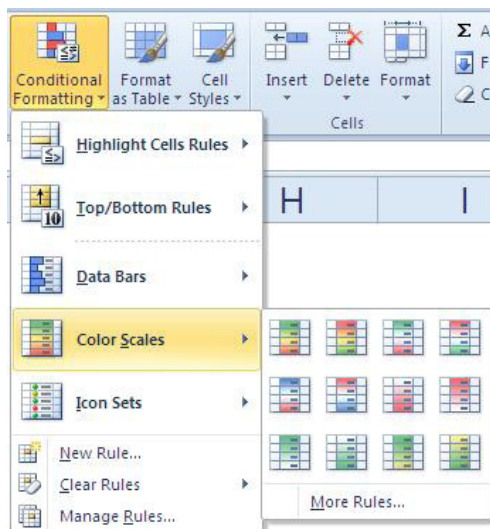 Conditional Formatting
Format as Table
Cell Styles
Insert
Delete
Format
Σ A
F
C
Cells
Highlight Cells Rules
Top/Bottom Rules
10
Data Bars
Color Scales
Icon Sets
New Rule...
Clear Rules
Manage Rules...
H
I
More Rules...